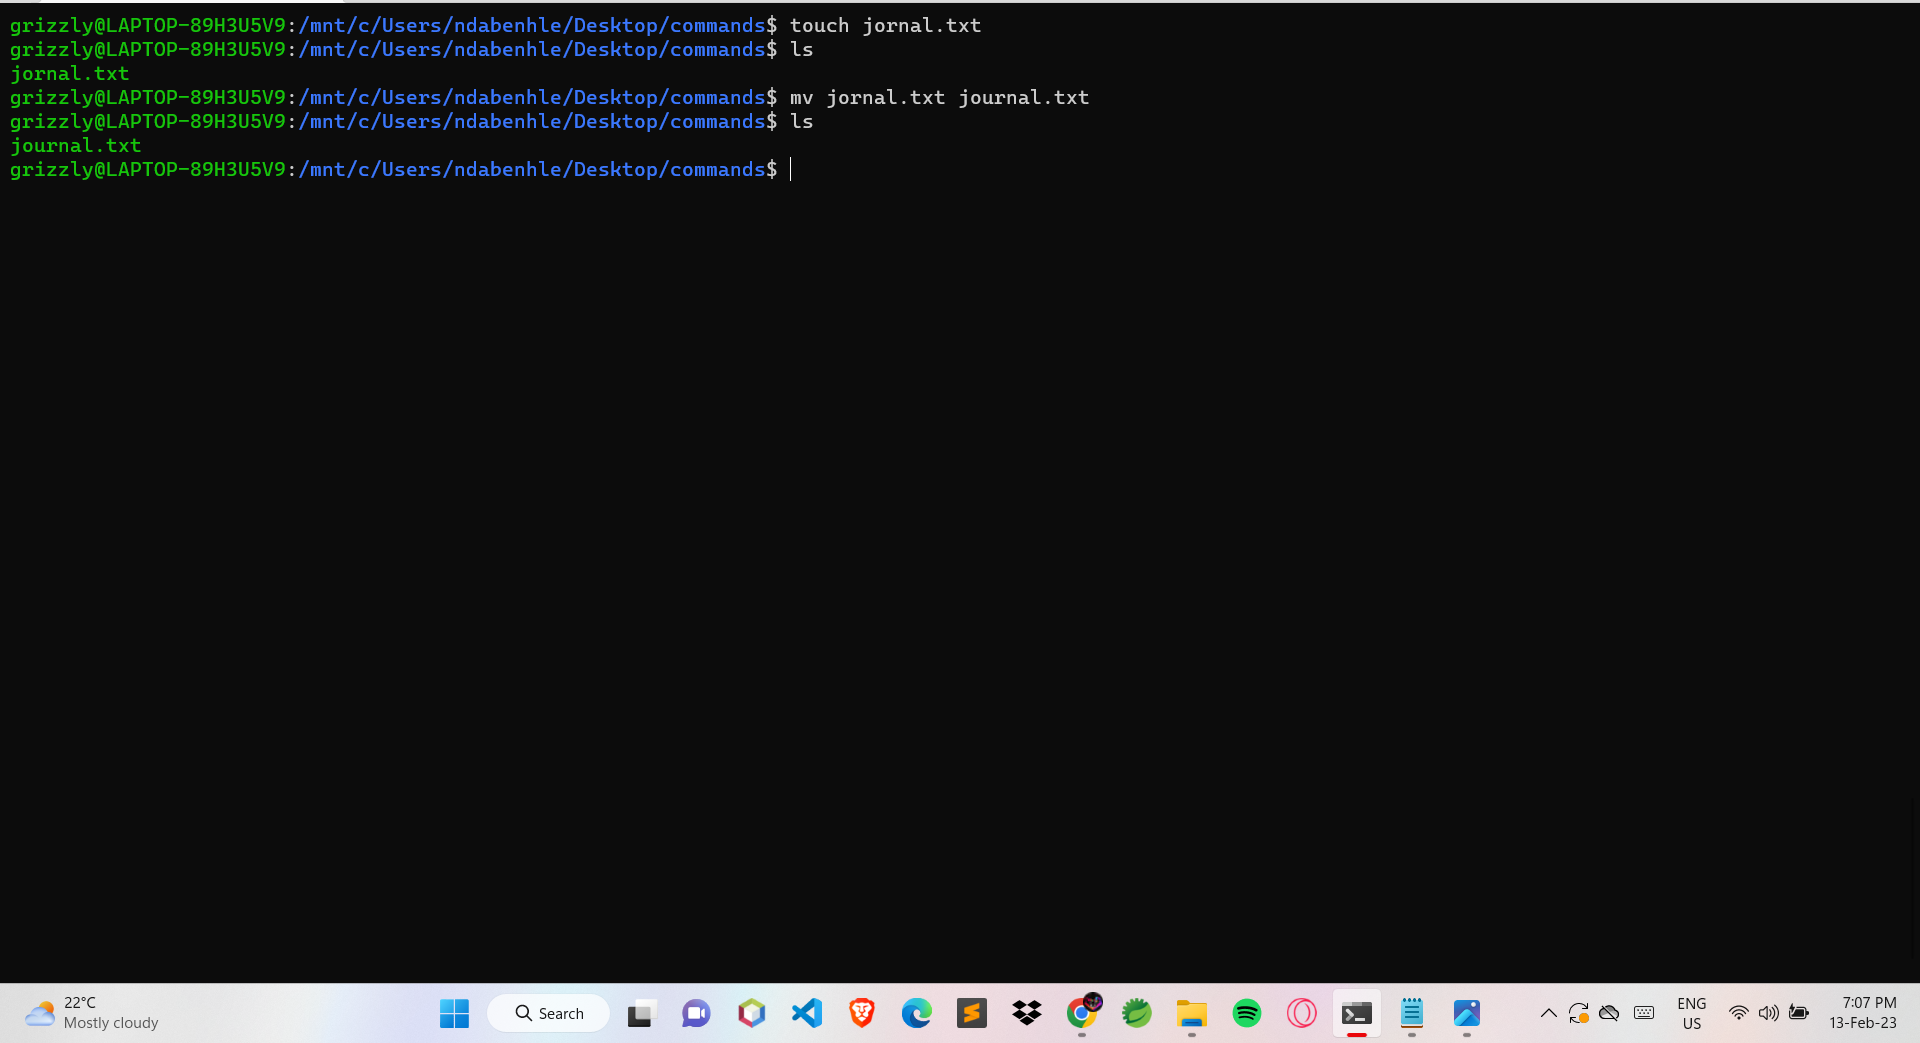 grizzly@LAPTOP-89H3U5V9:/mnt/c/Users/ndabenhle/Desktop/commands$ touch jornal.txt
grizzly@LAPTOP-89H3U5V9:/mnt/c/Users/ndabenhle/Desktop/commands$ ls
jornal.txt
grizzly@LAPTOP-89H3U5V9:/mnt/c/Users/ndabenhle/Desktop/commands$ mv jornal.txt journal.txt
grizzly@LAPTOP-89H3U5V9:/mnt/c/Users/ndabenhle/Desktop/commands$ ls
journal.txt
grizzly@LAPTOP-89H3U5V9:/mnt/c/Users/ndabenhle/Desktop/commands$
22°C
Mostly cloudy
Search
ENG
US
7:07 PM
13-Feb-23